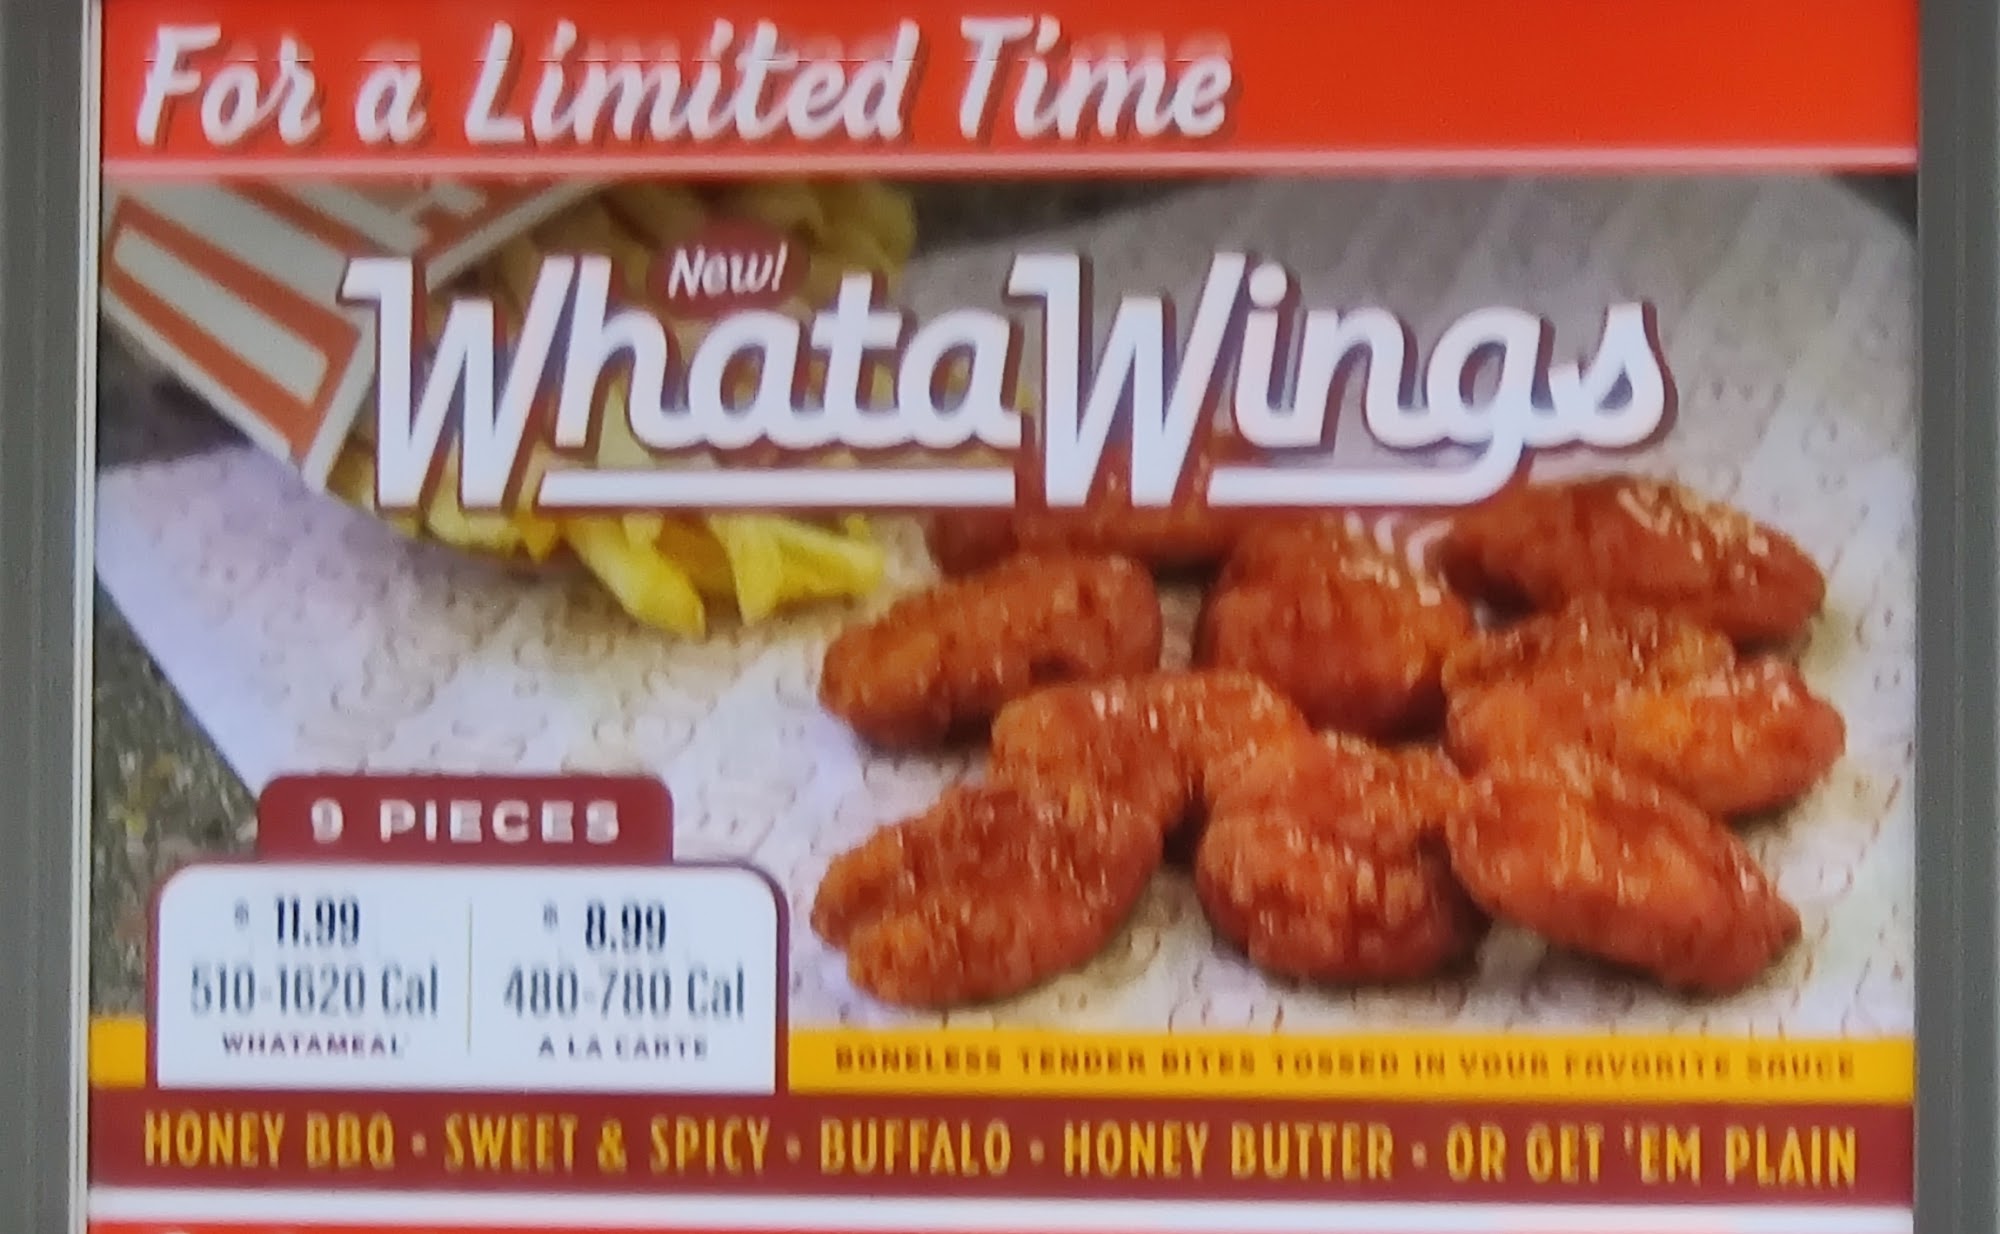 For a Limited Time
New!
WhataWings
9 PIECES
$ 11.99
510-1620 Cal
WHATAMEAL
$ 8.99
480-780 Cal
A LA CARTE
BONELESS TENDER BITES TOSSED IN YOUR FAVORITE SAUCE
HONEY BBQ · SWEET & SPICY · BUFFALO · HONEY BUTTER · OR GET 'EM PLAIN